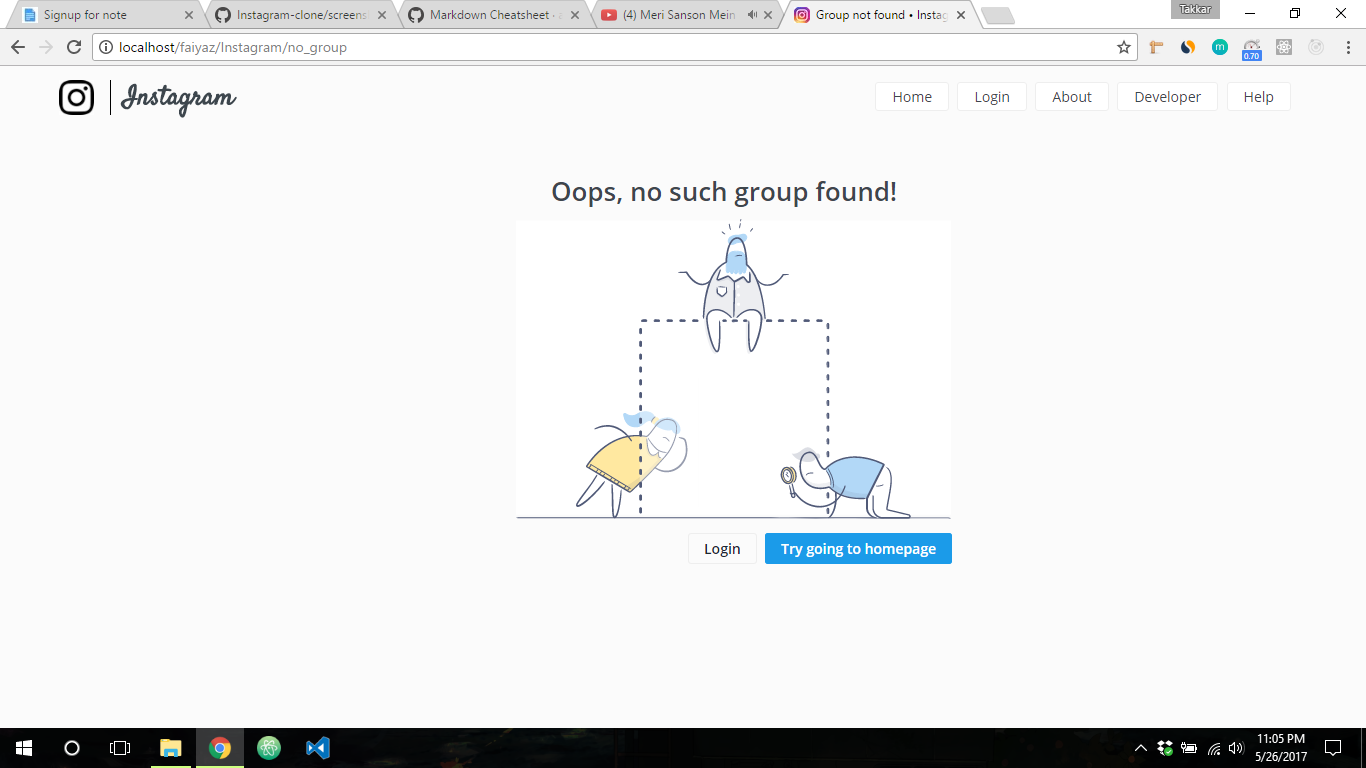 Signup for note
Instagram-clone/screens
Markdown Cheatsheet ·
(4) Meri Sanson Mein
Group not found • Instag
Takkar
localhost/faiyaz/Instagram/no_group
m
0.70
Instagram
Home
Login
About
Developer
Help
Oops, no such group found!
Login
Try going to homepage
11:05 PM
5/26/2017